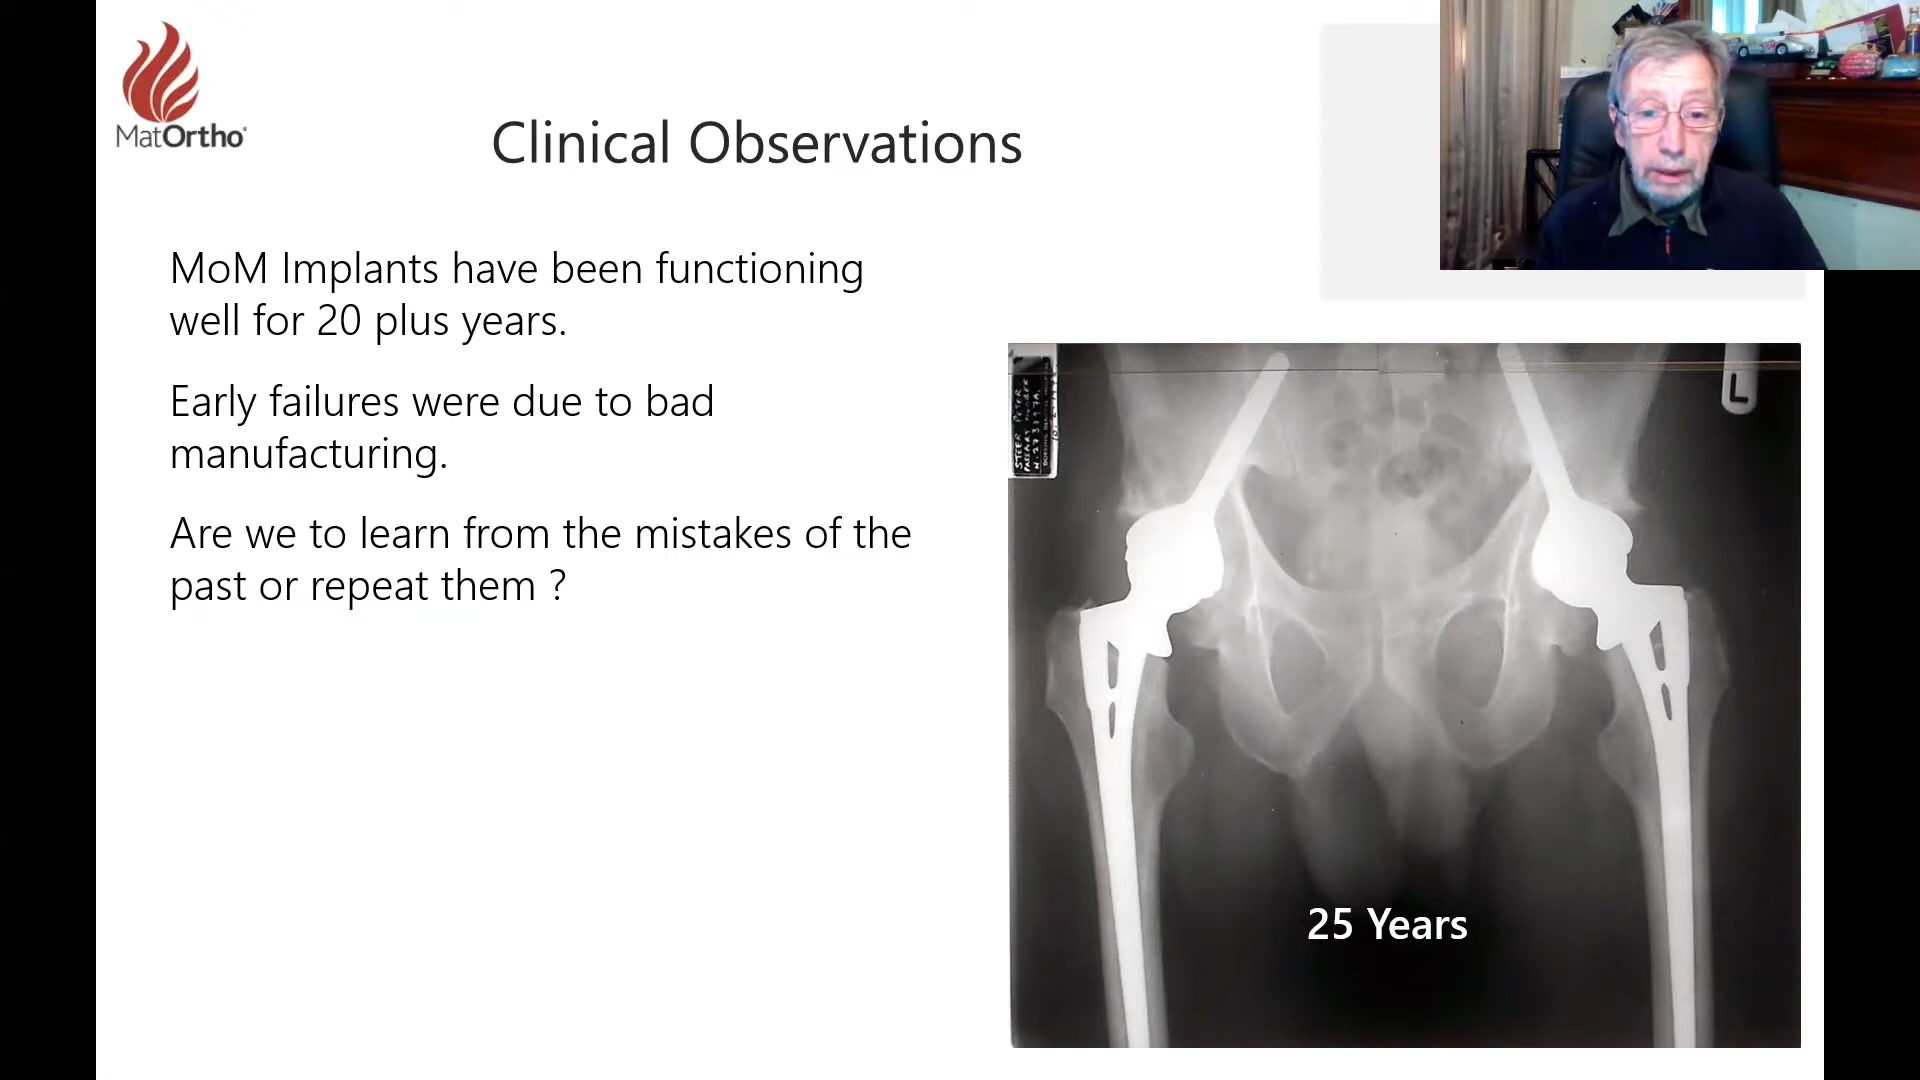 MatOrtho
Clinical Observations
MoM Implants have been functioning
well for 20 plus years.
Early failures were due to bad
manufacturing.
Are we to learn from the mistakes of the
past or repeat them ?
L
25 Years